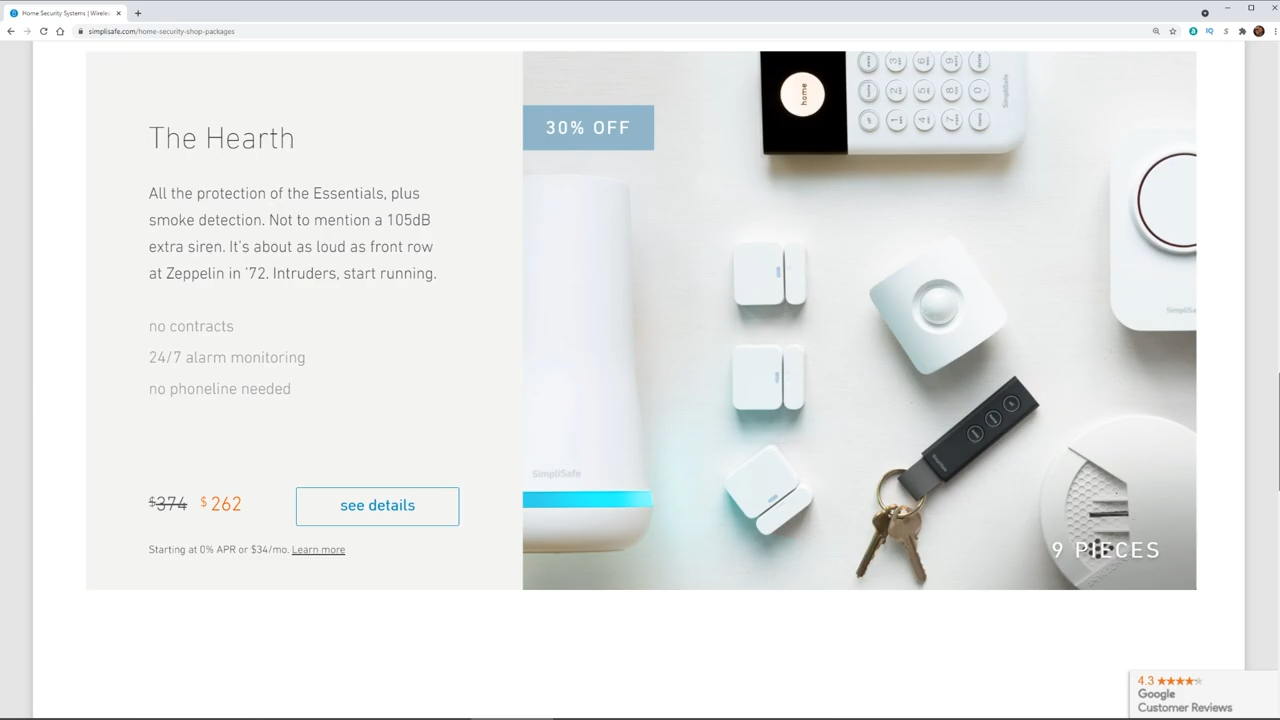 Home Security Systems | Wirele
simplisafe.com/home-security-shop-packages
The Hearth
All the protection of the Essentials, plus
smoke detection. Not to mention a 105dB
extra siren. It's about as loud as front row
at Zeppelin in '72. Intruders, start running.
no contracts
24/7 alarm monitoring
no phoneline needed
$374 $262
see details
Starting at 0% APR or $34/mo. Learn more
30% OFF
home
SimpliSafe
SimpliSafe
9 PIECES
4.3
Google
Customer Reviews